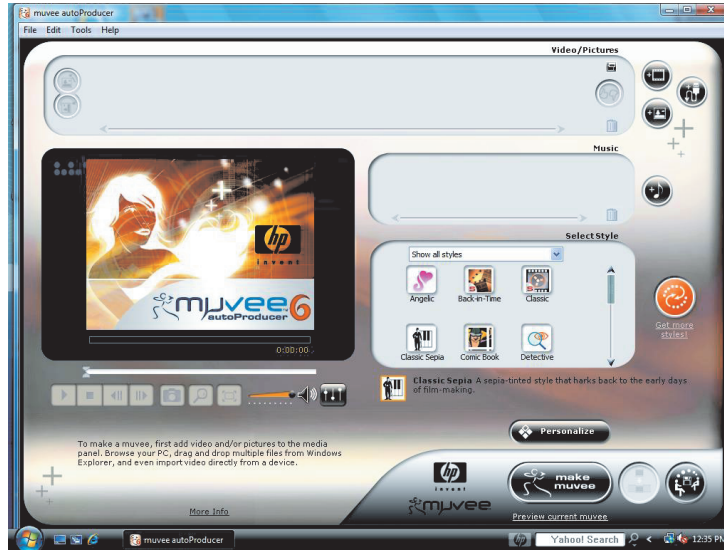 muvee autoProducer
File Edit Tools Help
Video/Pictures
Music
Select Style
Show all styles
Angelic Back-in-Time Classic
Classic Sepia Comic Book Detective
Get more
styles!
Classic Sepia A sepia-tinted style that harks back to the early days
of film-making.
hp
invent
muvee 6
autoProducer
0:00:00
Personalize
To make a muvee, first add video and/or pictures to the media
panel. Browse your PC, drag and drop multiple files from Windows
Explorer, and even import video directly from a device.
More Info
hp
invent
muvee
make
muvee
Preview current muvee
muvee autoProducer
hp
Yahoo! Search
12:35 PM